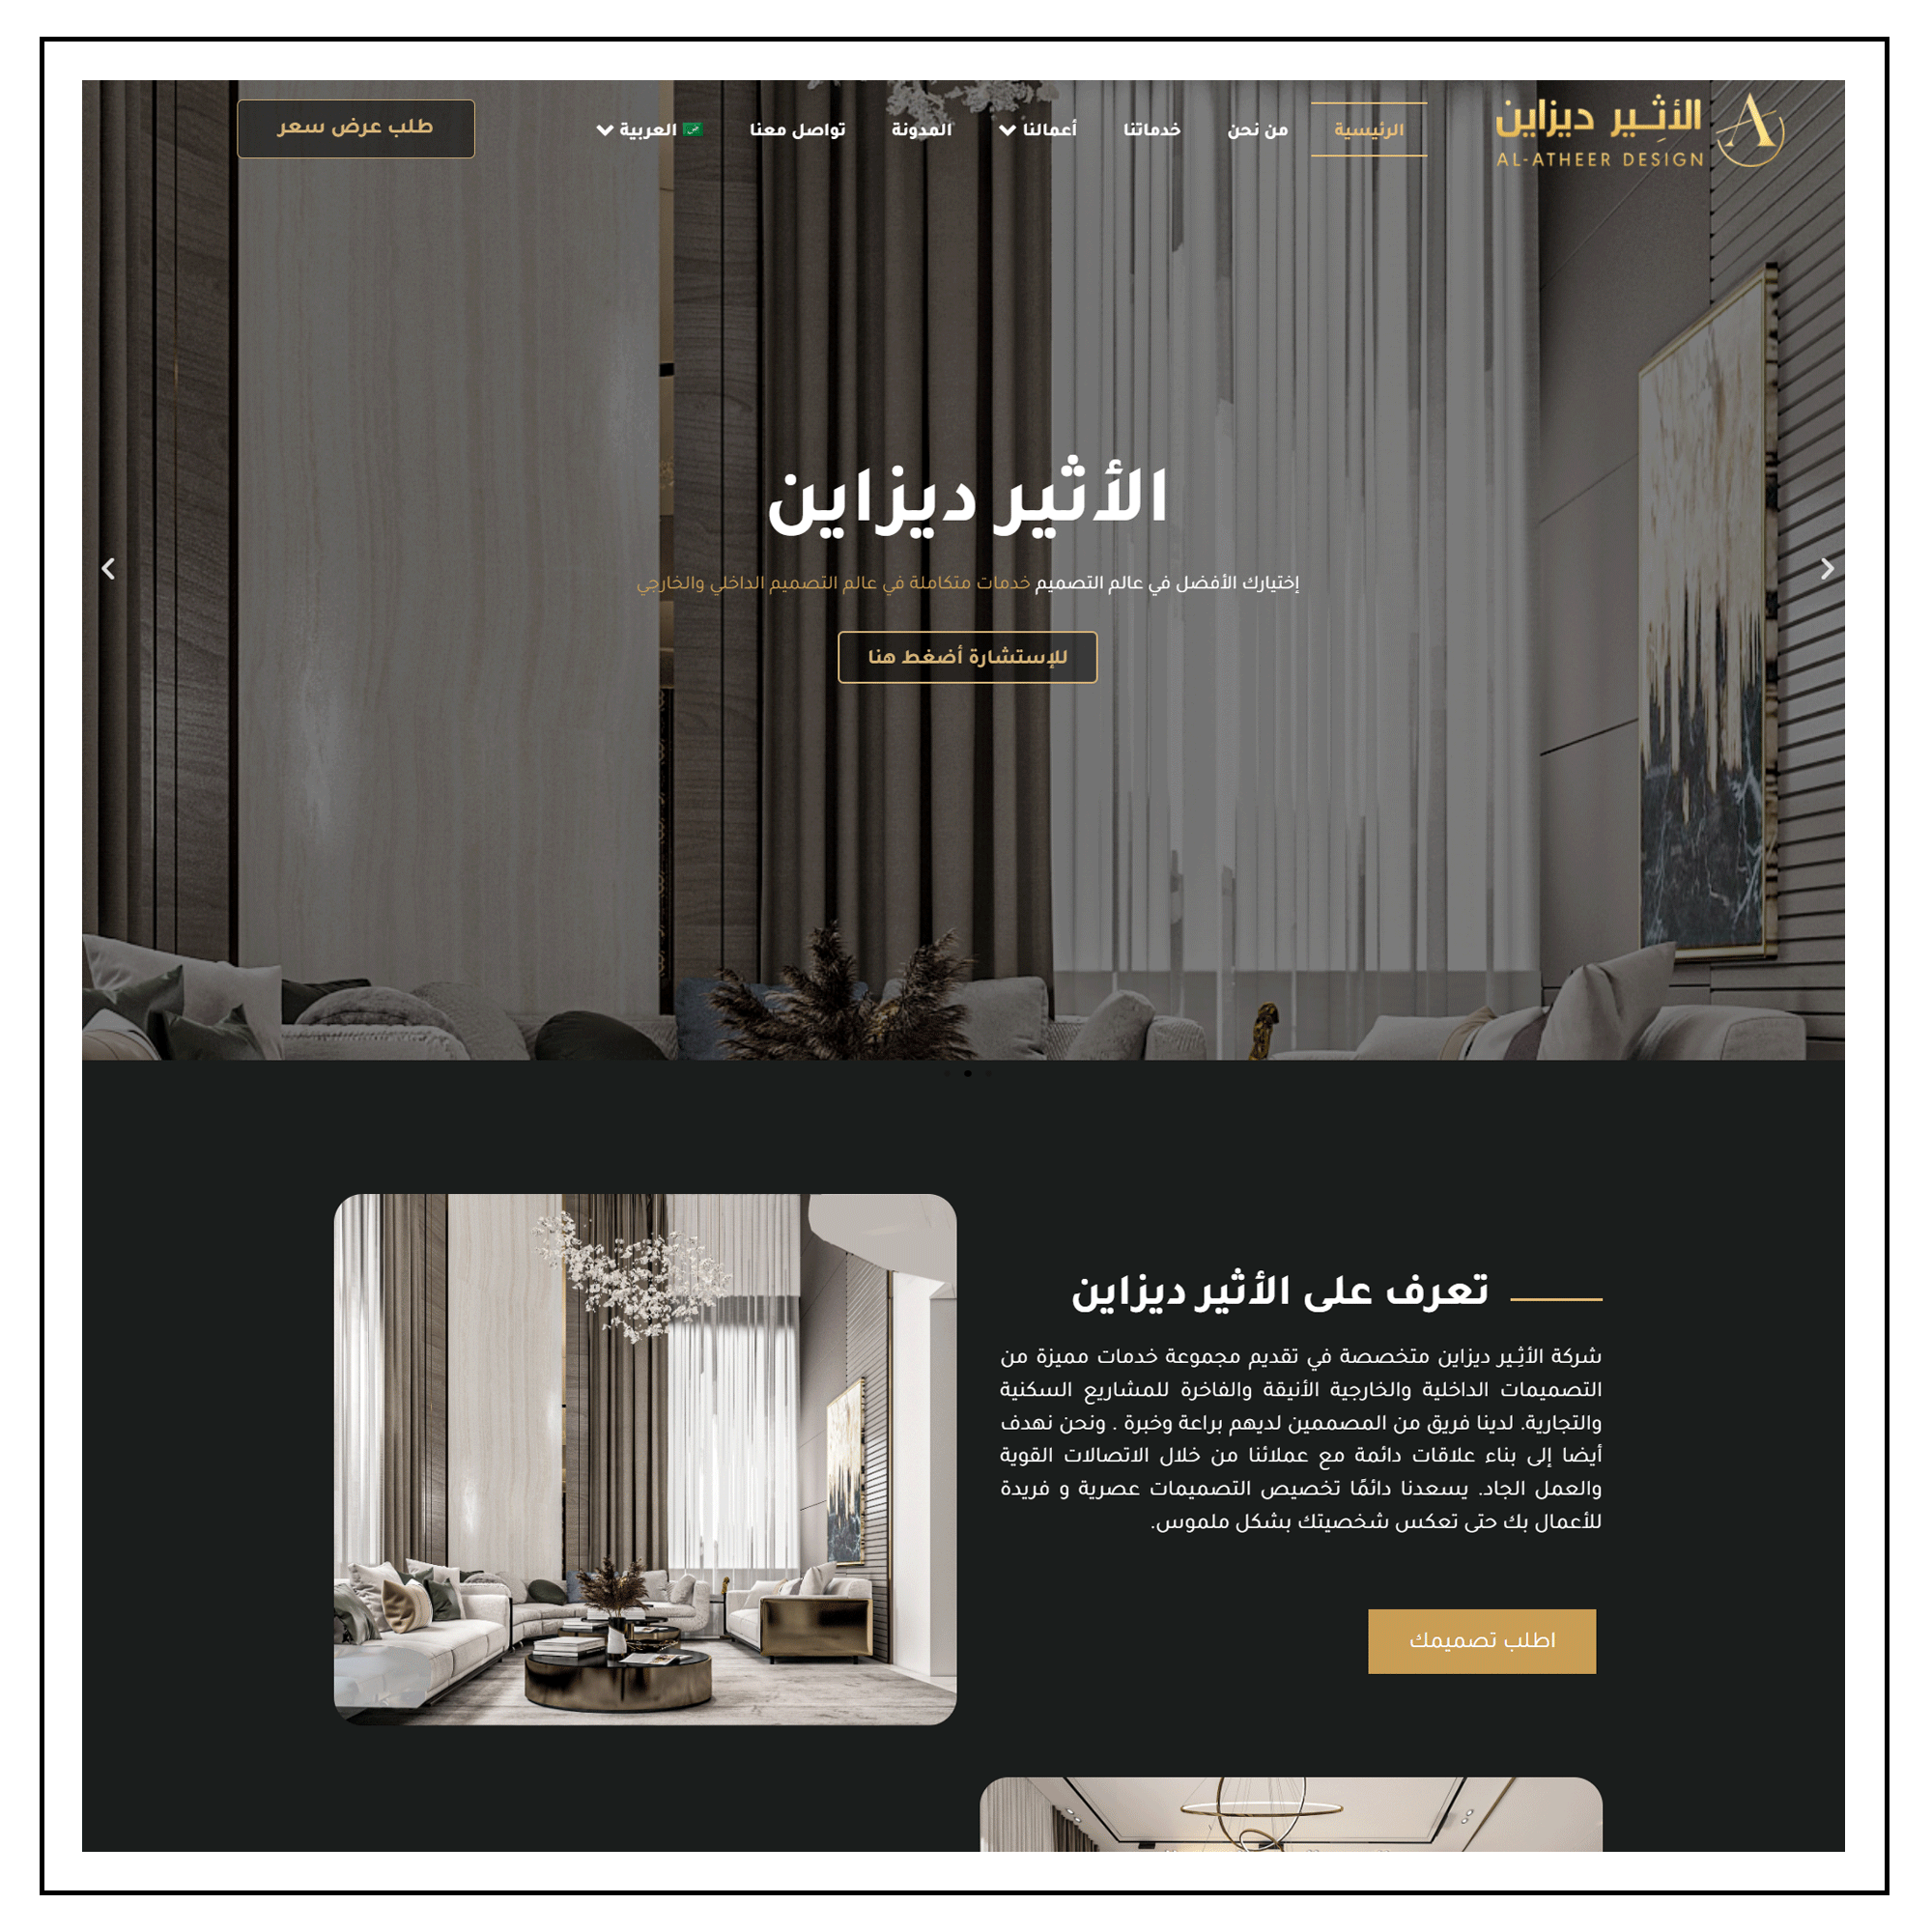 الأثِـير ديزاين
AL-ATHEER DESIGN
الرئيسية
من نحن
خدماتنا
أعمالنا
المدونة
تواصل معنا
العربية
طلب عرض سعر
الأثير ديزاين
إختيارك الأفضل في عالم التصميم خدمات متكاملة في عالم التصميم الداخلي والخارجي
للإستشارة أضغط هنا
تعرف على الأثير ديزاين
شركة الأثِـير ديزاين متخصصة في تقديم مجموعة خدمات مميزة من
التصميمات الداخلية والخارجية الأنيقة والفاخرة للمشاريع السكنية
والتجارية. لدينا فريق من المصممين لديهم براعة وخبرة . ونحن نهدف
أيضا إلى بناء علاقات دائمة مع عملائنا من خلال الاتصالات القوية
والعمل الجاد. يسعدنا دائمًا تخصيص التصميمات عصرية و فريدة
للأعمال بك حتى تعكس شخصيتك بشكل ملموس.
اطلب تصميمك